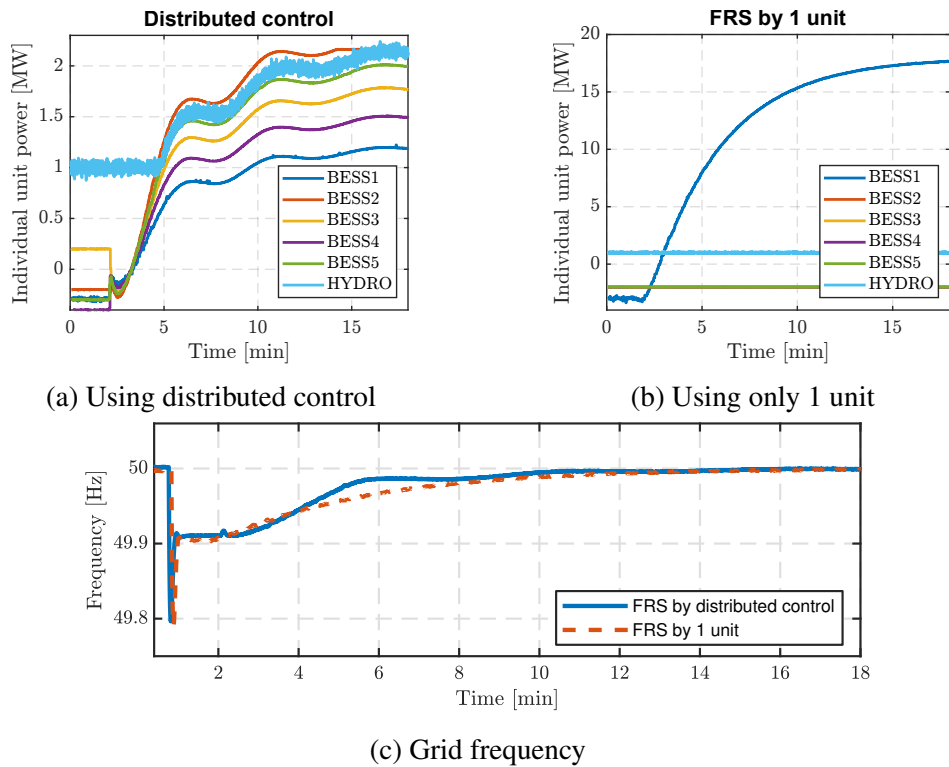 Distributed control
Individual unit power [MW]
2
1.5
1
0.5
0
0
5
10
15
Time [min]
BESS1
BESS2
BESS3
BESS4
BESS5
HYDRO
(a) Using distributed control
FRS by 1 unit
Individual unit power [MW]
20
15
10
5
0
0
5
10
15
Time [min]
BESS1
BESS2
BESS3
BESS4
BESS5
HYDRO
(b) Using only 1 unit
Frequency [Hz]
50
49.9
49.8
2
4
6
8
10
12
14
16
18
Time [min]
FRS by distributed control
FRS by 1 unit
(c) Grid frequency